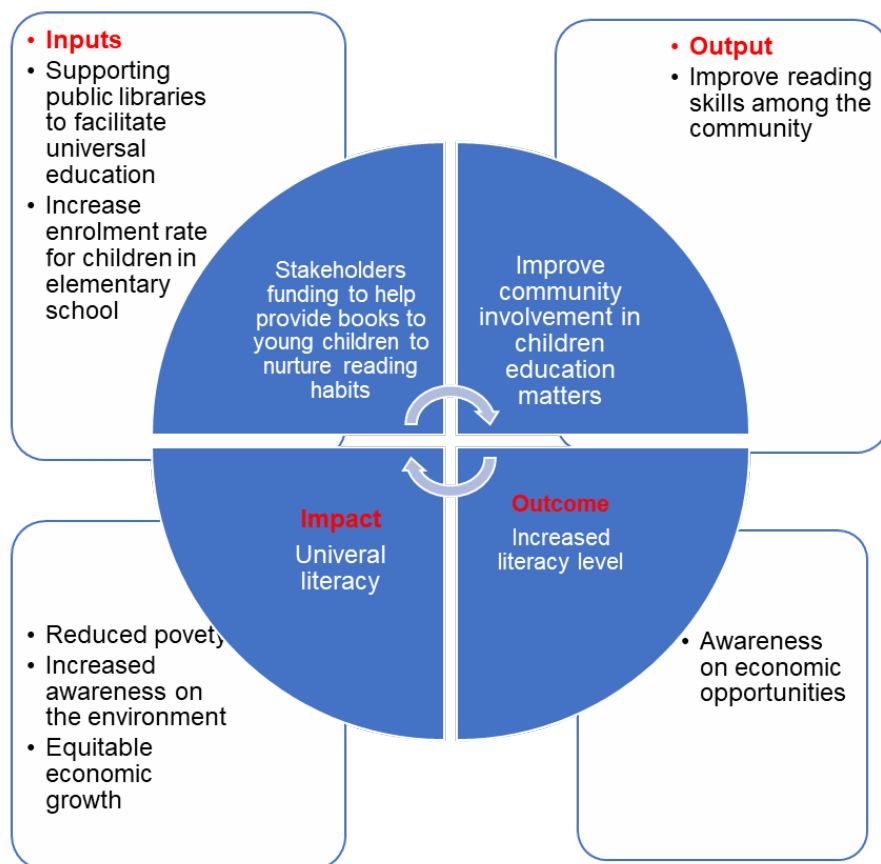 • Inputs
• Supporting
public libraries
to facilitate
universal
education
• Increase
enrolment rate
for children in
elementary
school
Stakeholders
funding to help
provide books to
young children to
nurture reading
habits
• Output
• Improve reading
skills among the
community
Improve
community
involvement in
children
education
matters
Impact
Univeral
literacy
• Reduced povety
• Increased
awareness on
the environment
• Equitable
economic
growth
Outcome
Increased
literacy level
• Awareness
on economic
opportunities